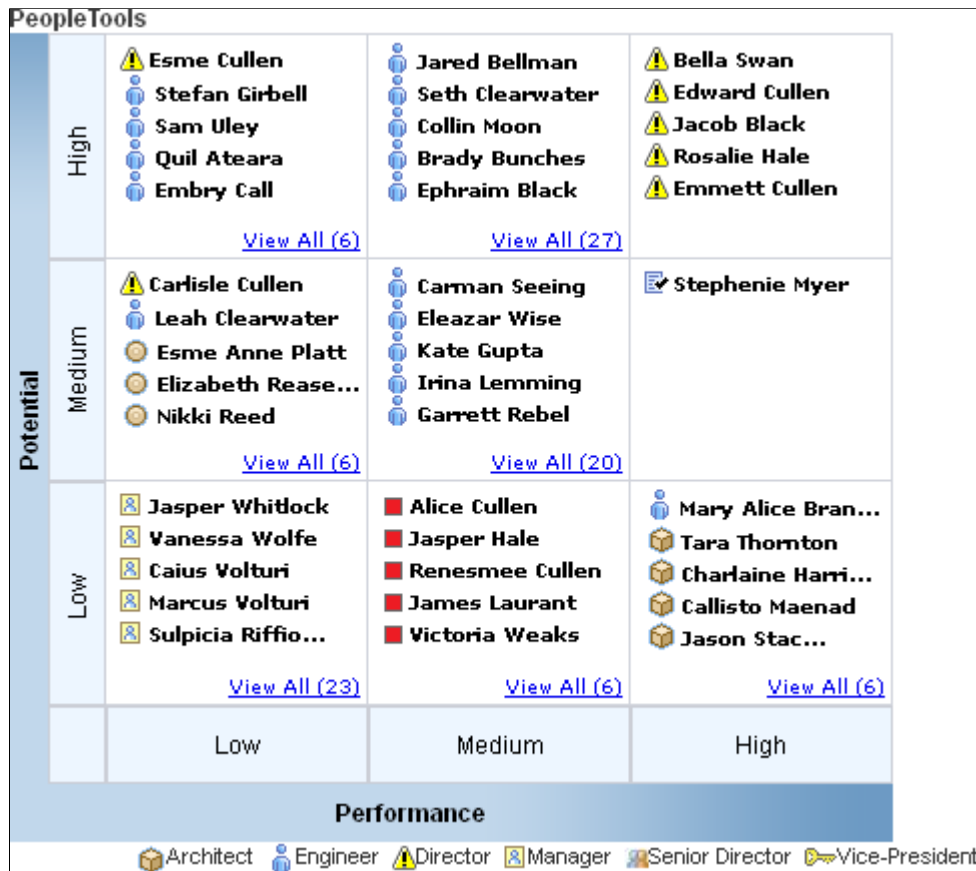 PeopleTools
Potential
High
Esme Cullen
Stefan Girbell
Sam Uley
Quil Ateara
Embry Call
View All (6)
Jared Bellman
Seth Clearwater
Collin Moon
Brady Bunches
Ephraim Black
View All (27)
Bella Swan
Edward Cullen
Jacob Black
Rosalie Hale
Emmett Cullen
Medium
Carlisle Cullen
Leah Clearwater
Esme Anne Platt
Elizabeth Rease...
Nikki Reed
View All (6)
Carman Seeing
Eleazar Wise
Kate Gupta
Irina Lemming
Garrett Rebel
View All (20)
Stephenie Myer
Low
Jasper Whitlock
Vanessa Wolfe
Caius Volturi
Marcus Volturi
Sulpicia Riffio...
View All (23)
Alice Cullen
Jasper Hale
Renesmee Cullen
James Laurant
Victoria Weaks
View All (6)
Mary Alice Bran...
Tara Thornton
Charlaine Harri...
Callisto Maenad
Jason Stac...
View All (6)
Low Medium High
Performance
Architect Engineer Director Manager Senior Director Vice-President